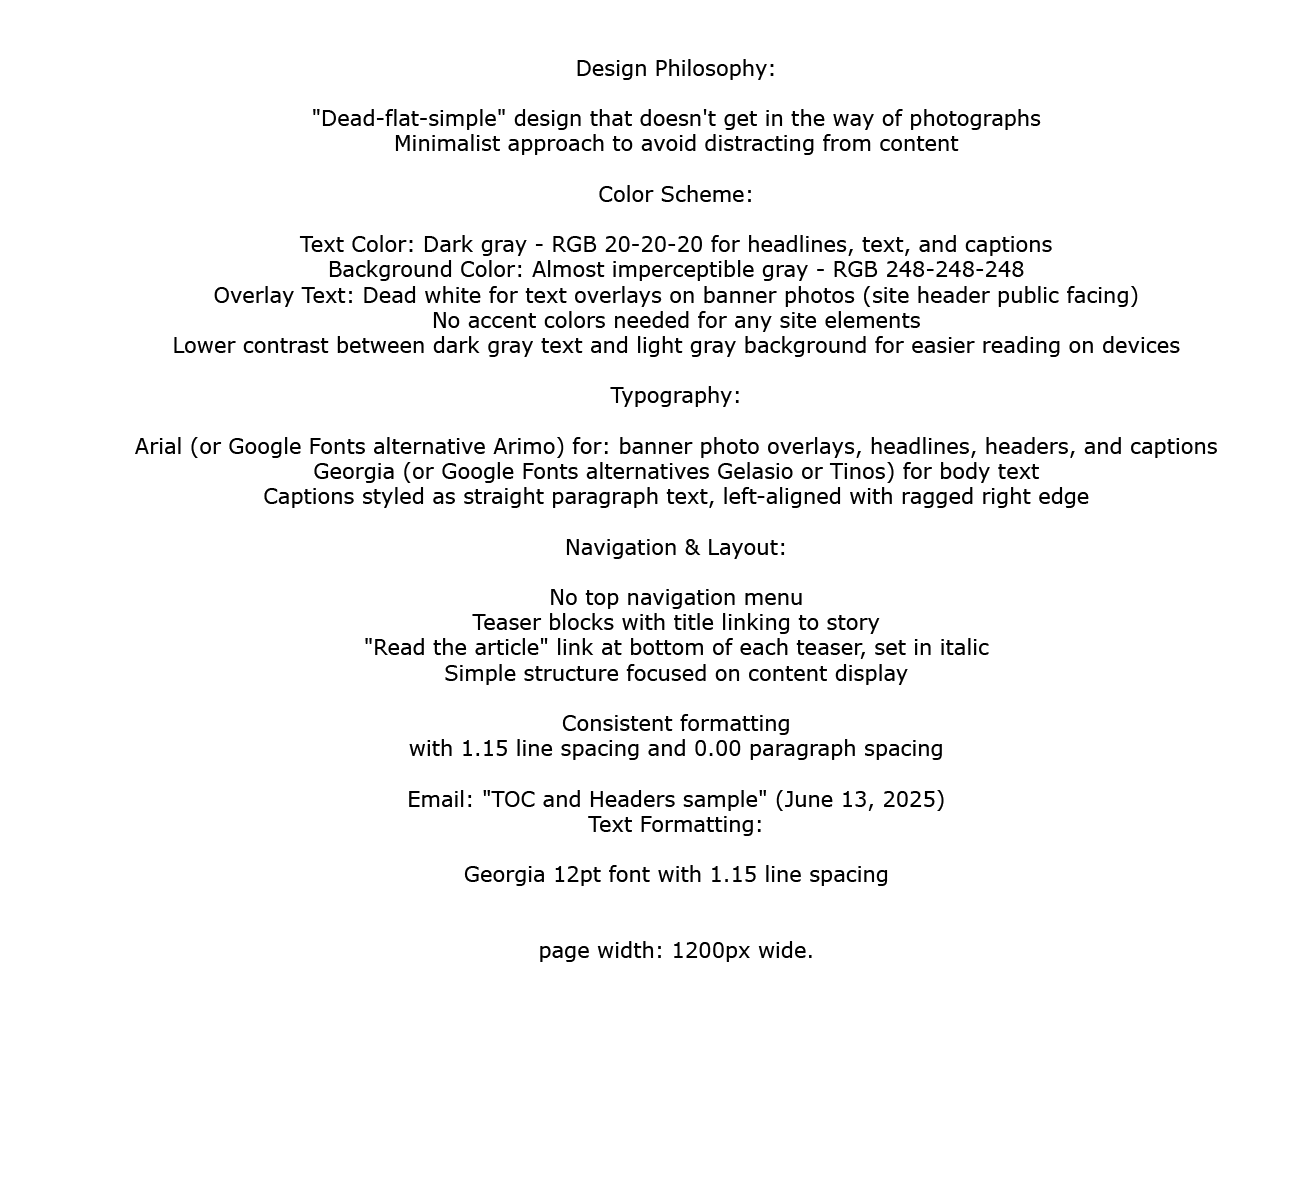 Design Philosophy:
"Dead-flat-simple" design that doesn't get in the way of photographs
Minimalist approach to avoid distracting from content
Color Scheme:
Text Color: Dark gray - RGB 20-20-20 for headlines, text, and captions
Background Color: Almost imperceptible gray - RGB 248-248-248
Overlay Text: Dead white for text overlays on banner photos (site header public facing)
No accent colors needed for any site elements
Lower contrast between dark gray text and light gray background for easier reading on devices
Typography:
Arial (or Google Fonts alternative Arimo) for: banner photo overlays, headlines, headers, and captions
Georgia (or Google Fonts alternatives Gelasio or Tinos) for body text
Captions styled as straight paragraph text, left-aligned with ragged right edge
Navigation & Layout:
No top navigation menu
Teaser blocks with title linking to story
"Read the article" link at bottom of each teaser, set in italic
Simple structure focused on content display
Consistent formatting
with 1.15 line spacing and 0.00 paragraph spacing
Email: "TOC and Headers sample" (June 13, 2025)
Text Formatting:
Georgia 12pt font with 1.15 line spacing
page width: 1200px wide.